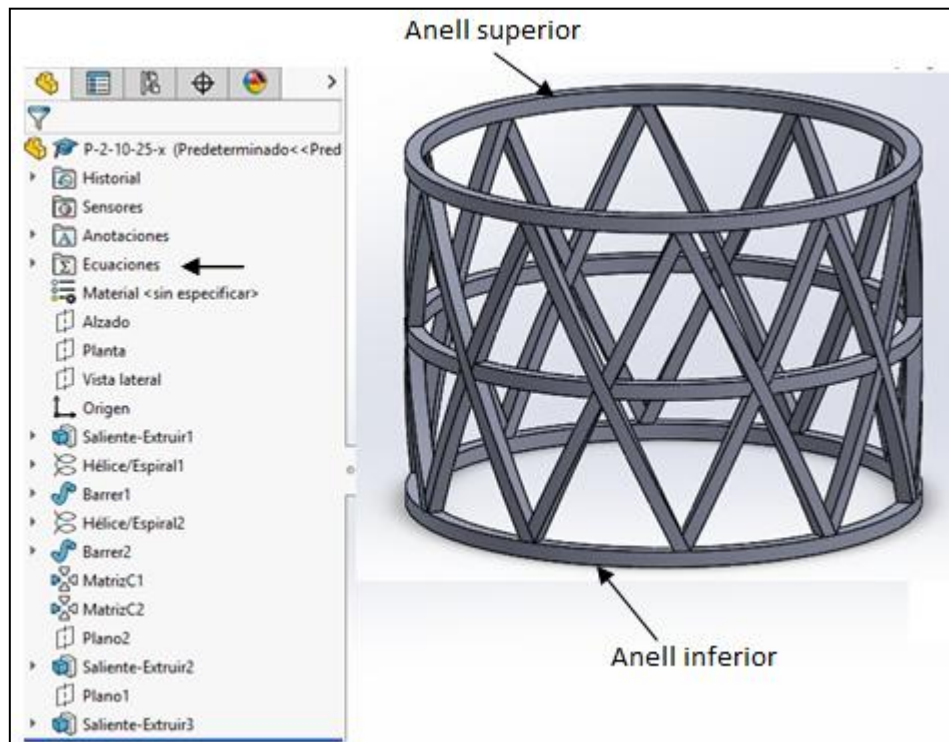 Anell superior
P-2-10-25-x (Predeterminado<<Pred
Historial
Sensores
Anotaciones
Ecuaciones
Material <sin especificar>
Alzado
Planta
Vista lateral
Origen
Saliente-Extruir1
Hélice/Espiral1
Barrer1
Hélice/Espiral2
Barrer2
MatrizC1
MatrizC2
Plano2
Saliente-Extruir2
Plano1
Saliente-Extruir3
Anell inferior